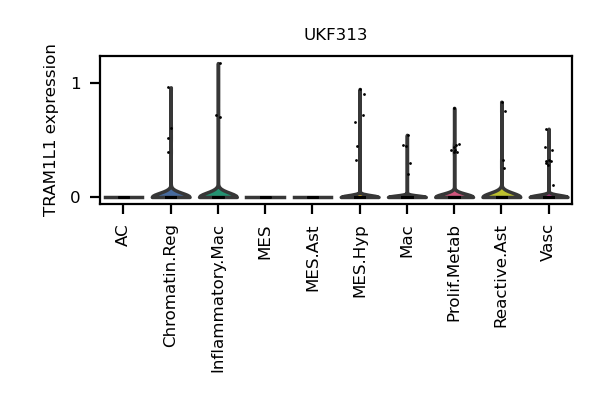 UKF313
TRAM1L1 expression
1
0
AC
Chromatin.Reg
Inflammatory.Mac
MES
MES.Ast
MES.Hyp
Mac
Prolif.Metab
Reactive.Ast
Vasc